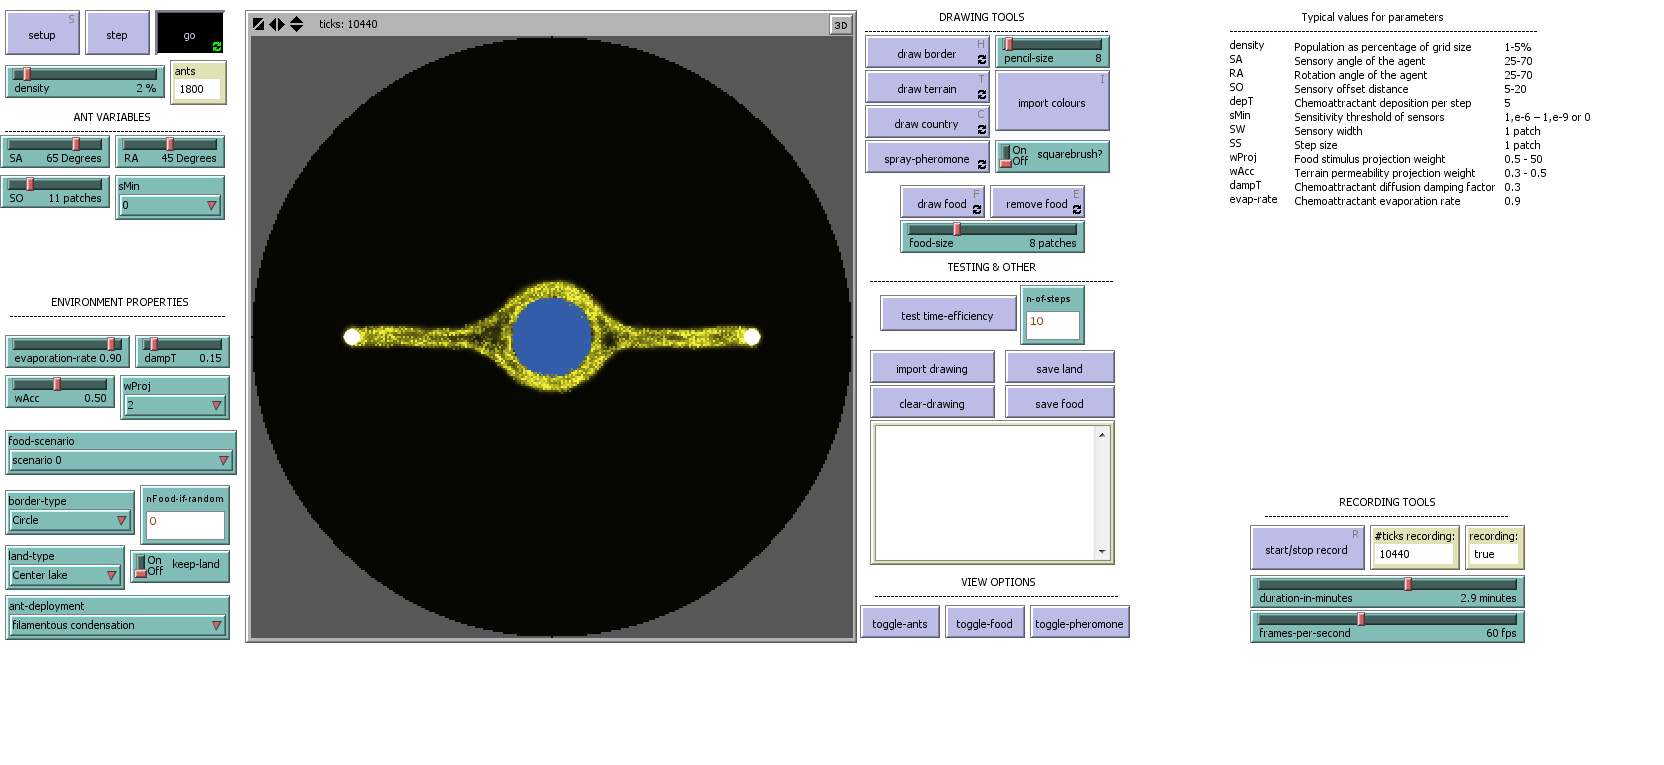 S
setup
step
go
density 2 %
ants
1800
ANT VARIABLES
SA 65 Degrees
RA 45 Degrees
SO 11 patches
sMin
0
ENVIRONMENT PROPERTIES
evaporation-rate 0.90
dampT 0.15
wAcc 0.50
wProj
2
food-scenario
scenario 0
border-type
Circle
nFood-if-random
0
land-type
Center lake
On
Off
keep-land
ant-deployment
filamentous condensation
ticks: 10440
3D
DRAWING TOOLS
H
draw border
pencil-size 8
T
draw terrain
I
import colours
C
draw country
spray-pheromone
On
Off
squarebrush?
F
draw food
E
remove food
food-size 8 patches
TESTING & OTHER
test time-efficiency
n-of-steps
10
import drawing
save land
clear-drawing
save food
VIEW OPTIONS
toggle-ants
toggle-food
toggle-pheromone
Typical values for parameters
density Population as percentage of grid size 1-5%
SA Sensory angle of the agent 25-70
RA Rotation angle of the agent 25-70
SO Sensory offset distance 5-20
depT Chemoattractant deposition per step 5
sMin Sensitivity threshold of sensors 1,e-6 – 1,e-9 or 0
SW Sensory width 1 patch
SS Step size 1 patch
wProj Food stimulus projection weight 0.5 - 50
wAcc Terrain permeability projection weight 0.3 - 0.5
dampT Chemoattractant diffusion damping factor 0.3
evap-rate Chemoattractant evaporation rate 0.9
RECORDING TOOLS
R
start/stop record
#ticks recording:
10440
recording:
true
duration-in-minutes 2.9 minutes
frames-per-second 60 fps